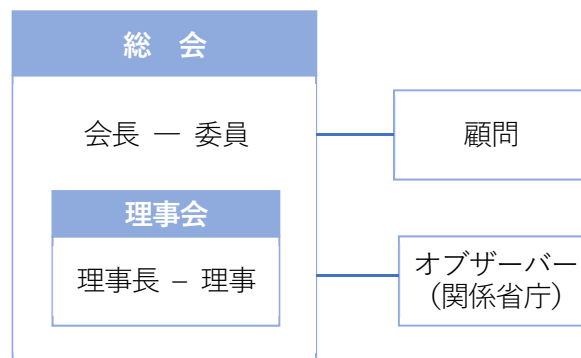 総　会
会長 ― 委員
顧問
理事会
理事長 – 理事
オブザーバー
（関係省庁）